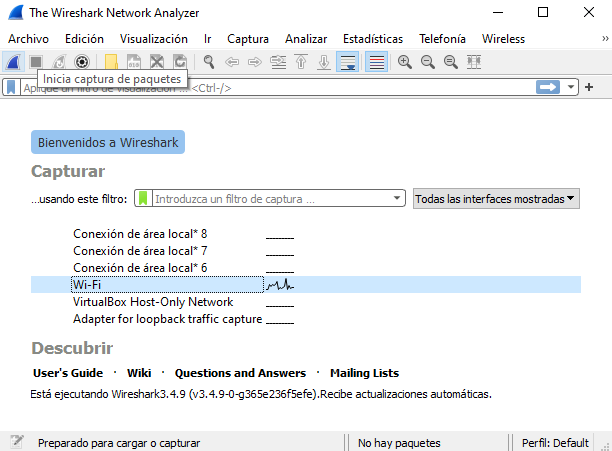 The Wireshark Network Analyzer
Archivo Edición Visualización Ir Captura Analizar Estadísticas Telefonía Wireless
Inicia captura de paquetes
Aplique un filtro de visualización ... <Ctrl-/>
Bienvenidos a Wireshark
Capturar
...usando este filtro: Introduzca un filtro de captura ... Todas las interfaces mostradas
Conexión de área local* 8
Conexión de área local* 7
Conexión de área local* 6
Wi-Fi
VirtualBox Host-Only Network
Adapter for loopback traffic capture
Descubrir
User's Guide · Wiki · Questions and Answers · Mailing Lists
Está ejecutando Wireshark3.4.9 (v3.4.9-0-g365e236f5efe).Recibe actualizaciones automáticas.
Preparado para cargar o capturar No hay paquetes Perfil: Default